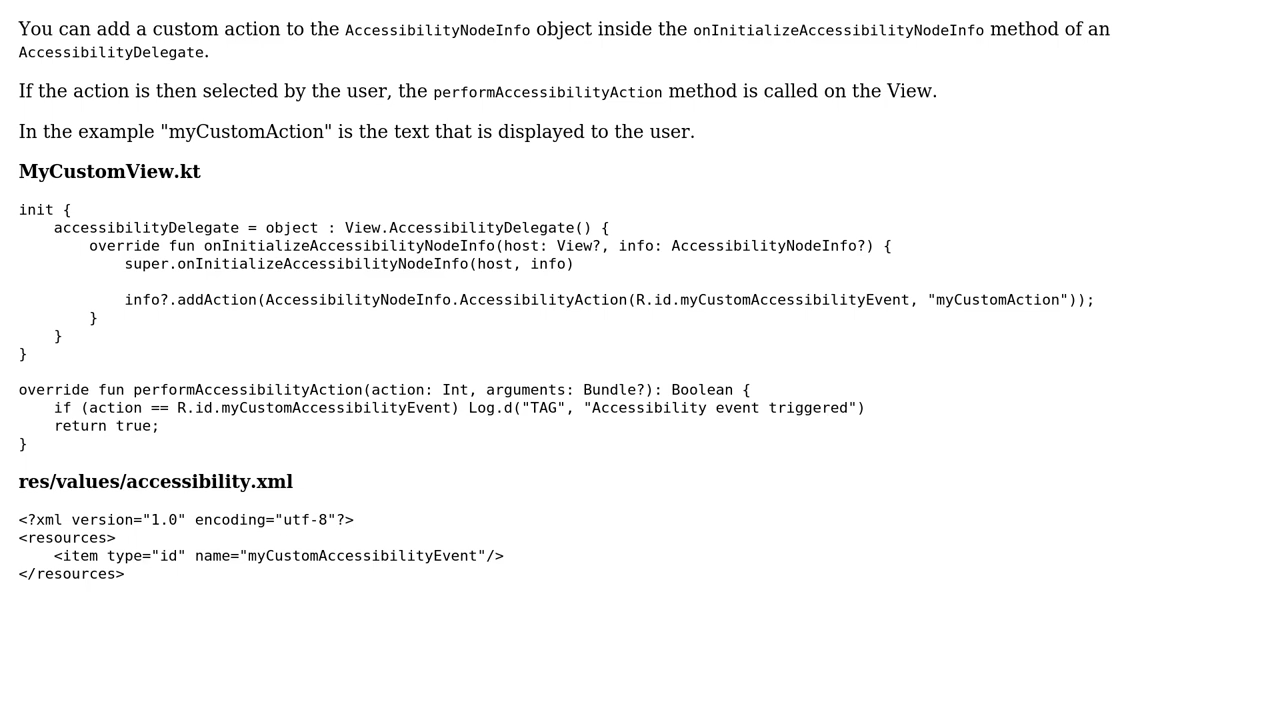 You can add a custom action to the AccessibilityNodeInfo object inside the onInitializeAccessibilityNodeInfo method of an
AccessibilityDelegate.
If the action is then selected by the user, the performAccessibilityAction method is called on the View.
In the example "myCustomAction" is the text that is displayed to the user.
MyCustomView.kt
init {
    accessibilityDelegate = object : View.AccessibilityDelegate() {
        override fun onInitializeAccessibilityNodeInfo(host: View?, info: AccessibilityNodeInfo?) {
            super.onInitializeAccessibilityNodeInfo(host, info)

            info?.addAction(AccessibilityNodeInfo.AccessibilityAction(R.id.myCustomAccessibilityEvent, "myCustomAction"));
        }
    }
}

override fun performAccessibilityAction(action: Int, arguments: Bundle?): Boolean {
    if (action == R.id.myCustomAccessibilityEvent) Log.d("TAG", "Accessibility event triggered")
    return true;
}
res/values/accessibility.xml
<?xml version="1.0" encoding="utf-8"?>
<resources>
    <item type="id" name="myCustomAccessibilityEvent"/>
</resources>